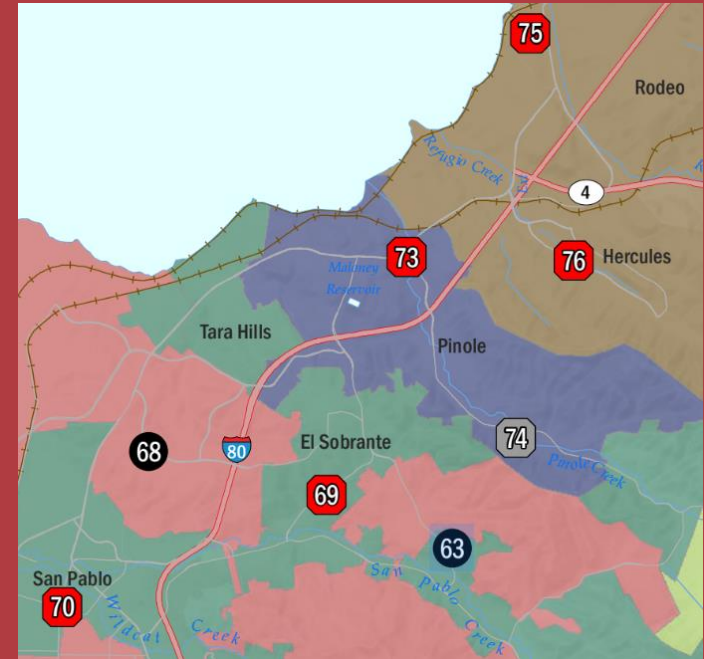 75
Rodeo
Refugio Creek
4
73
76
Hercules
Maloney
Reservoir
Tara Hills
Pinole
68
80
El Sobrante
74
Pinole Creek
69
63
San Pablo
70
San Pablo Creek
Wildcat Creek